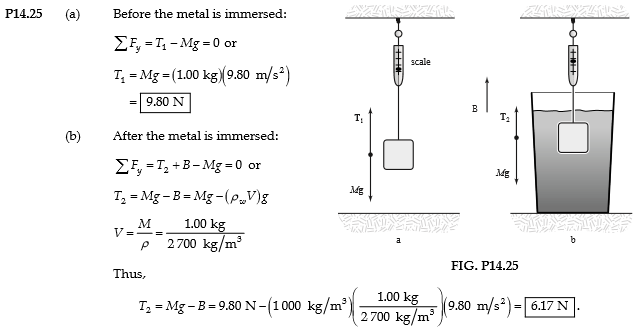 P14.25 (a) Before the metal is immersed:
∑F_y = T_1 − Mg = 0 or
T_1 = Mg = (1.00 kg)(9.80 m/s²)
= 9.80 N
(b) After the metal is immersed:
∑F_y = T_2 + B − Mg = 0 or
T_2 = Mg − B = Mg − (ρ_w V)g
V = M/ρ = 1.00 kg / 2 700 kg/m³
Thus,
T_2 = Mg − B = 9.80 N − (1 000 kg/m³)(1.00 kg / 2 700 kg/m³)(9.80 m/s²) = 6.17 N.
scale
T_1
Mg
a
B
T_2
Mg
b
FIG. P14.25